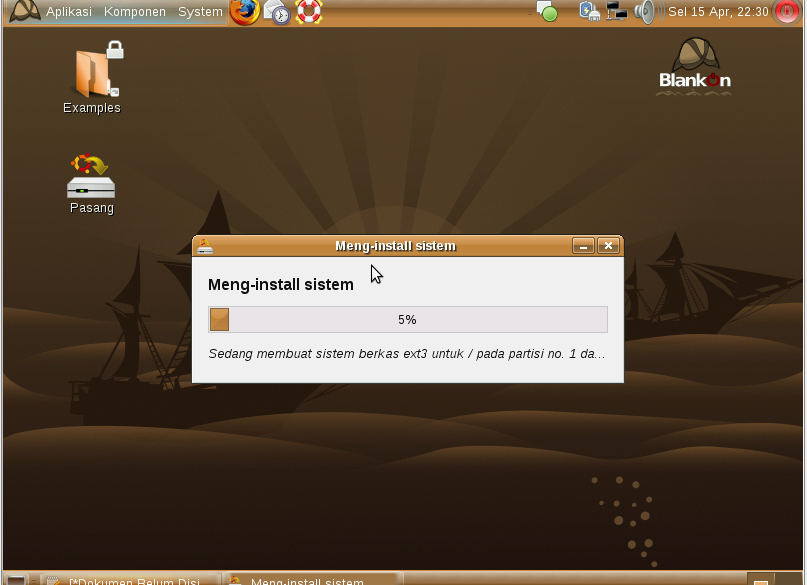 Aplikasi Komponen System Sel 15 Apr, 22:30
Examples
BlankOn
Pasang
Meng-install sistem
Meng-install sistem
5%
Sedang membuat sistem berkas ext3 untuk / pada partisi no. 1 da...
[*Dokumen Belum Disi... Meng-install sistem